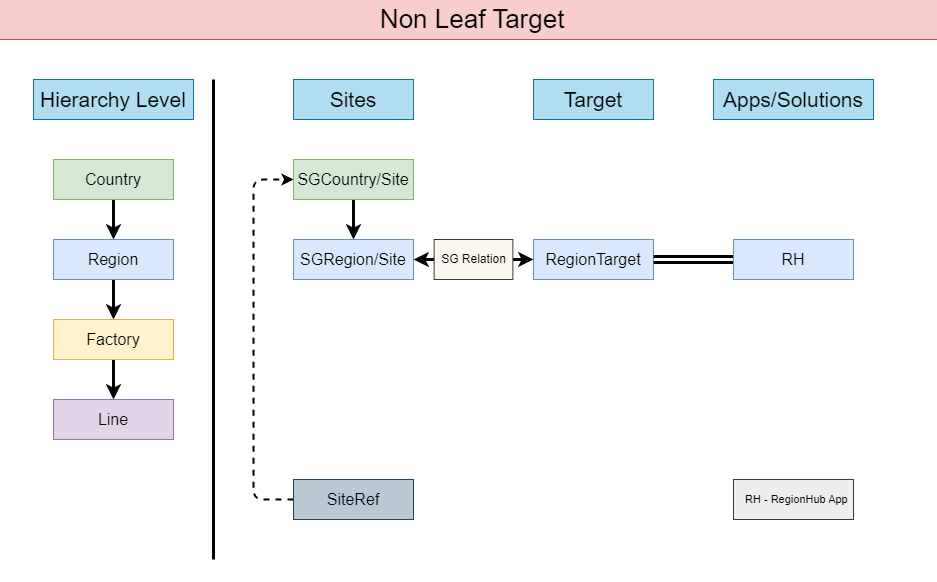 Non Leaf Target
Hierarchy Level
Sites
Target
Apps/Solutions
Country
SGCountry/Site
Region
SGRegion/Site
SG Relation
RegionTarget
RH
Factory
Line
SiteRef
RH - RegionHub App